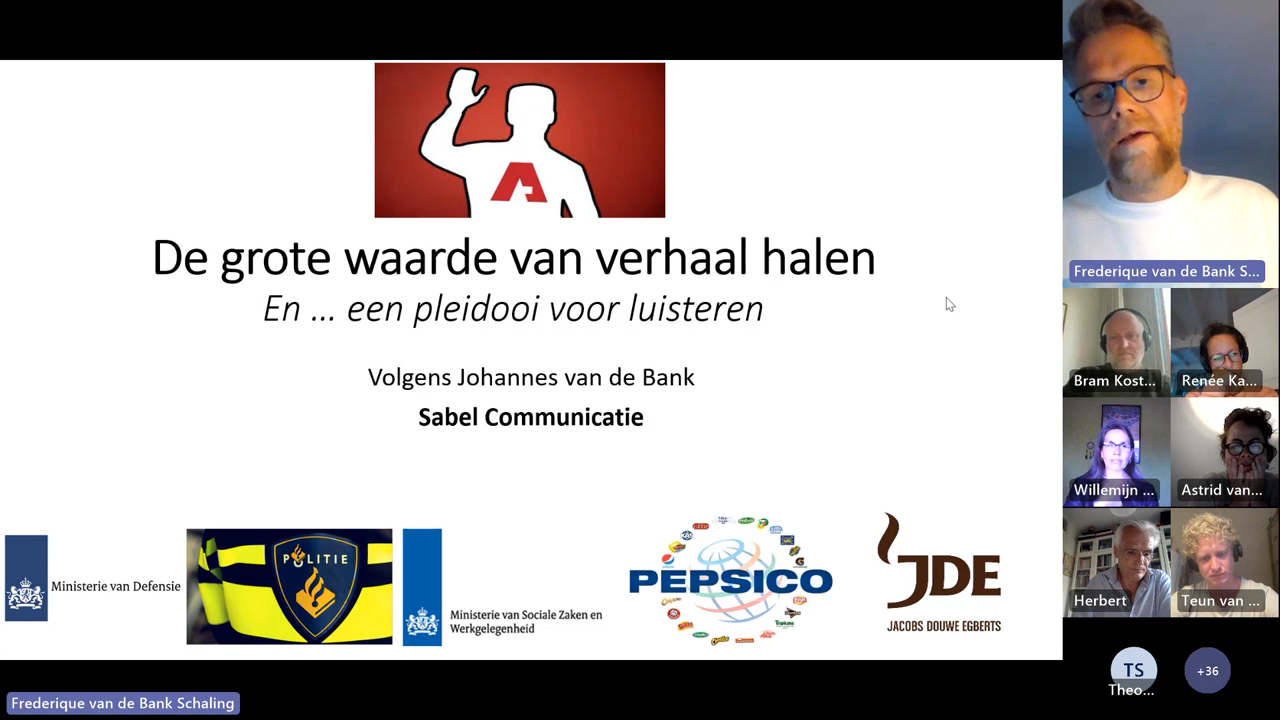 De grote waarde van verhaal halen
En ... een pleidooi voor luisteren
Volgens Johannes van de Bank
Sabel Communicatie
Ministerie van Defensie
POLITIE
Ministerie van Sociale Zaken en
Werkgelegenheid
PEPSICO
JDE
JACOBS DOUWE EGBERTS
Frederique van de Bank S...
Bram Kost...
Renée Ka...
Willemijn ...
Astrid van...
Herbert
Teun van ...
TS
Theo...
+36
Frederique van de Bank Schaling